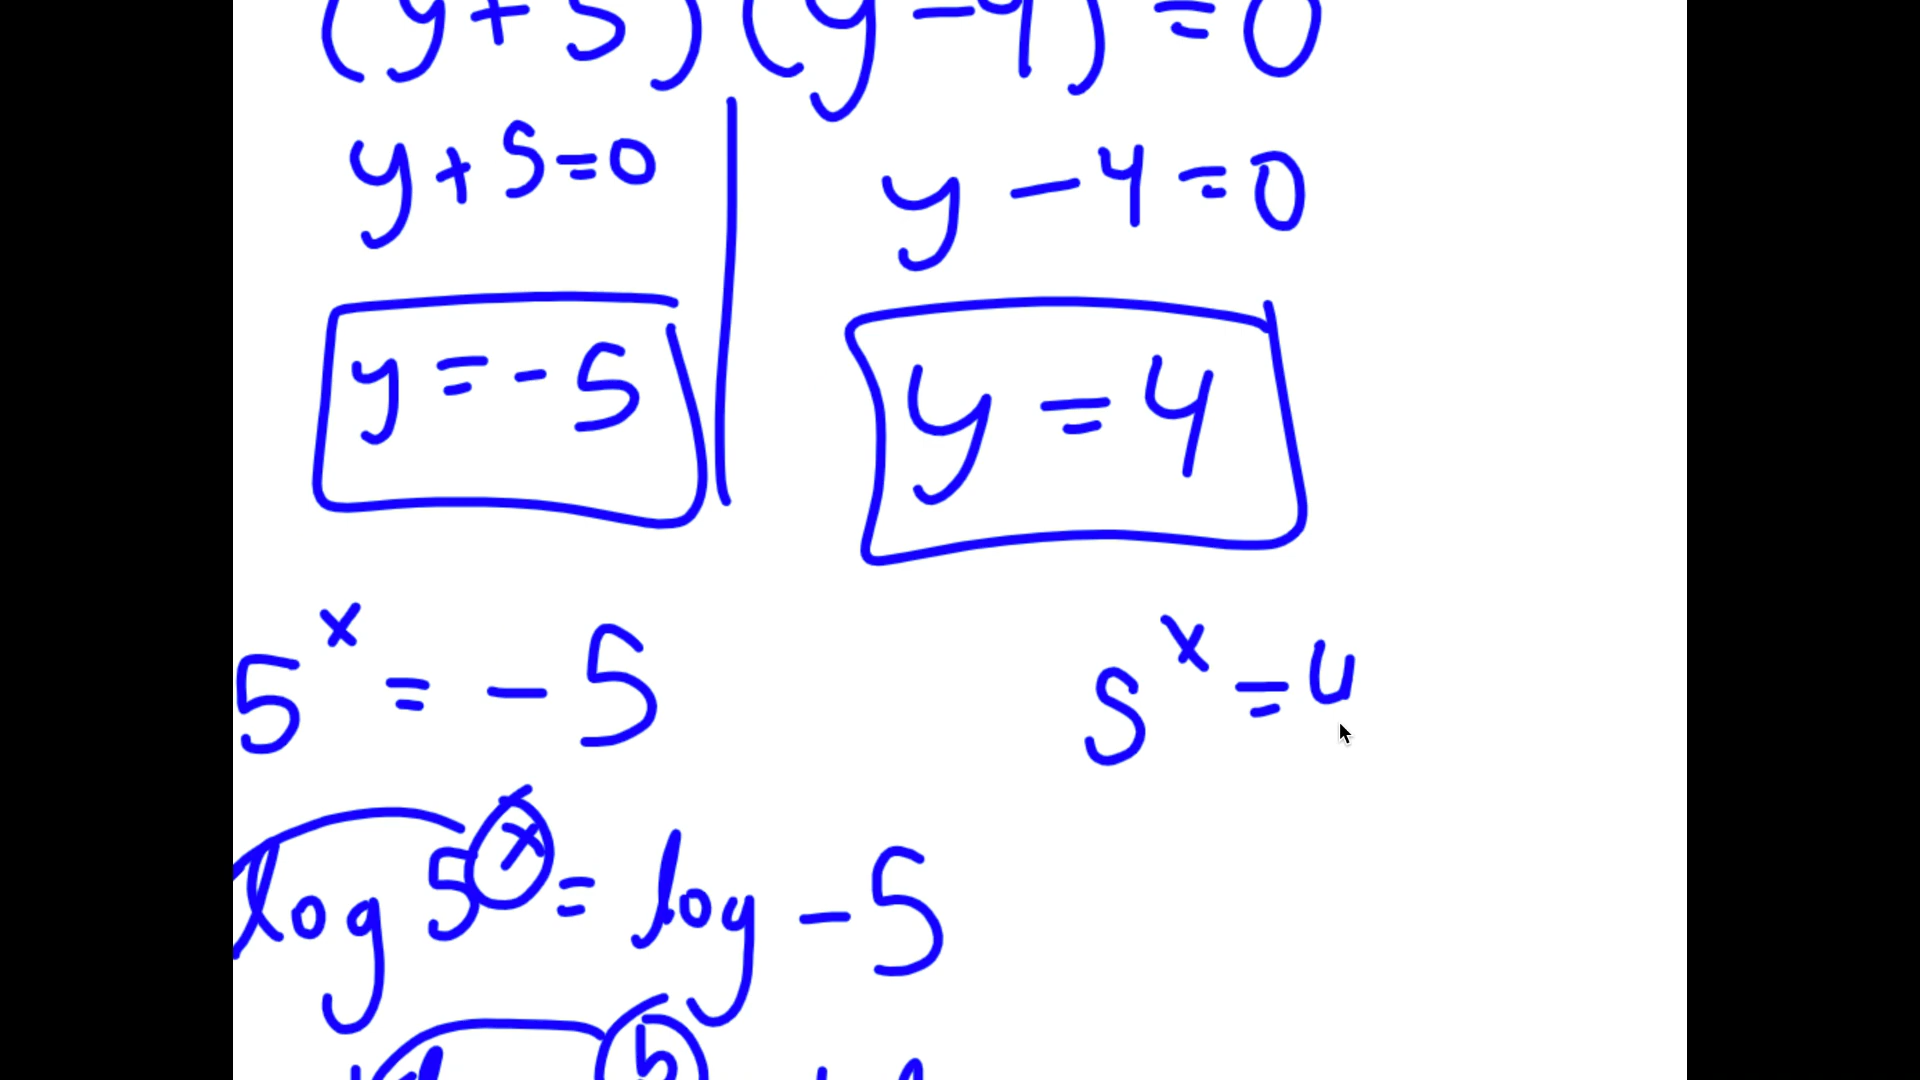 (y+5)(y-4)=0
y+5=0 y-4=0
y=-5 y=4
5^x=-5 5^x=4
log 5^x = log -5